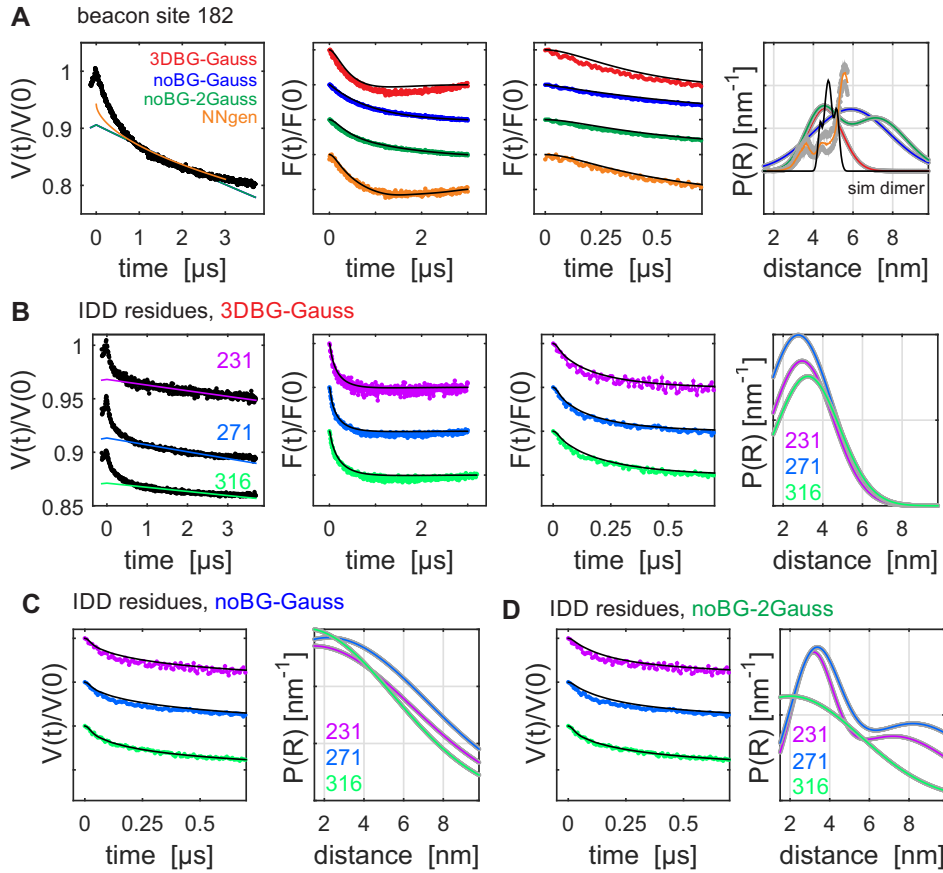 A
beacon site 182
3DBG-Gauss
noBG-Gauss
noBG-2Gauss
NNgen
V(t)/V(0)
1
0.9
0.8
0 1 2 3
time [µs]
F(t)/F(0)
0 2
time [µs]
F(t)/F(0)
0 0.25 0.5
time [µs]
P(R) [nm⁻¹]
sim dimer
2 4 6 8
distance [nm]
B
IDD residues, 3DBG-Gauss
V(t)/V(0)
1
0.95
0.9
0.85
231
271
316
0 1 2 3
time [µs]
F(t)/F(0)
0 2
time [µs]
F(t)/F(0)
0 0.25 0.5
time [µs]
P(R) [nm⁻¹]
231
271
316
2 4 6 8
distance [nm]
C
IDD residues, noBG-Gauss
V(t)/V(0)
0 0.5
time [µs]
P(R) [nm⁻¹]
231
271
316
2 4 6 8
distance [nm]
D
IDD residues, noBG-2Gauss
V(t)/V(0)
0 0.5
time [µs]
P(R) [nm⁻¹]
231
271
316
2 4 6 8
distance [nm]